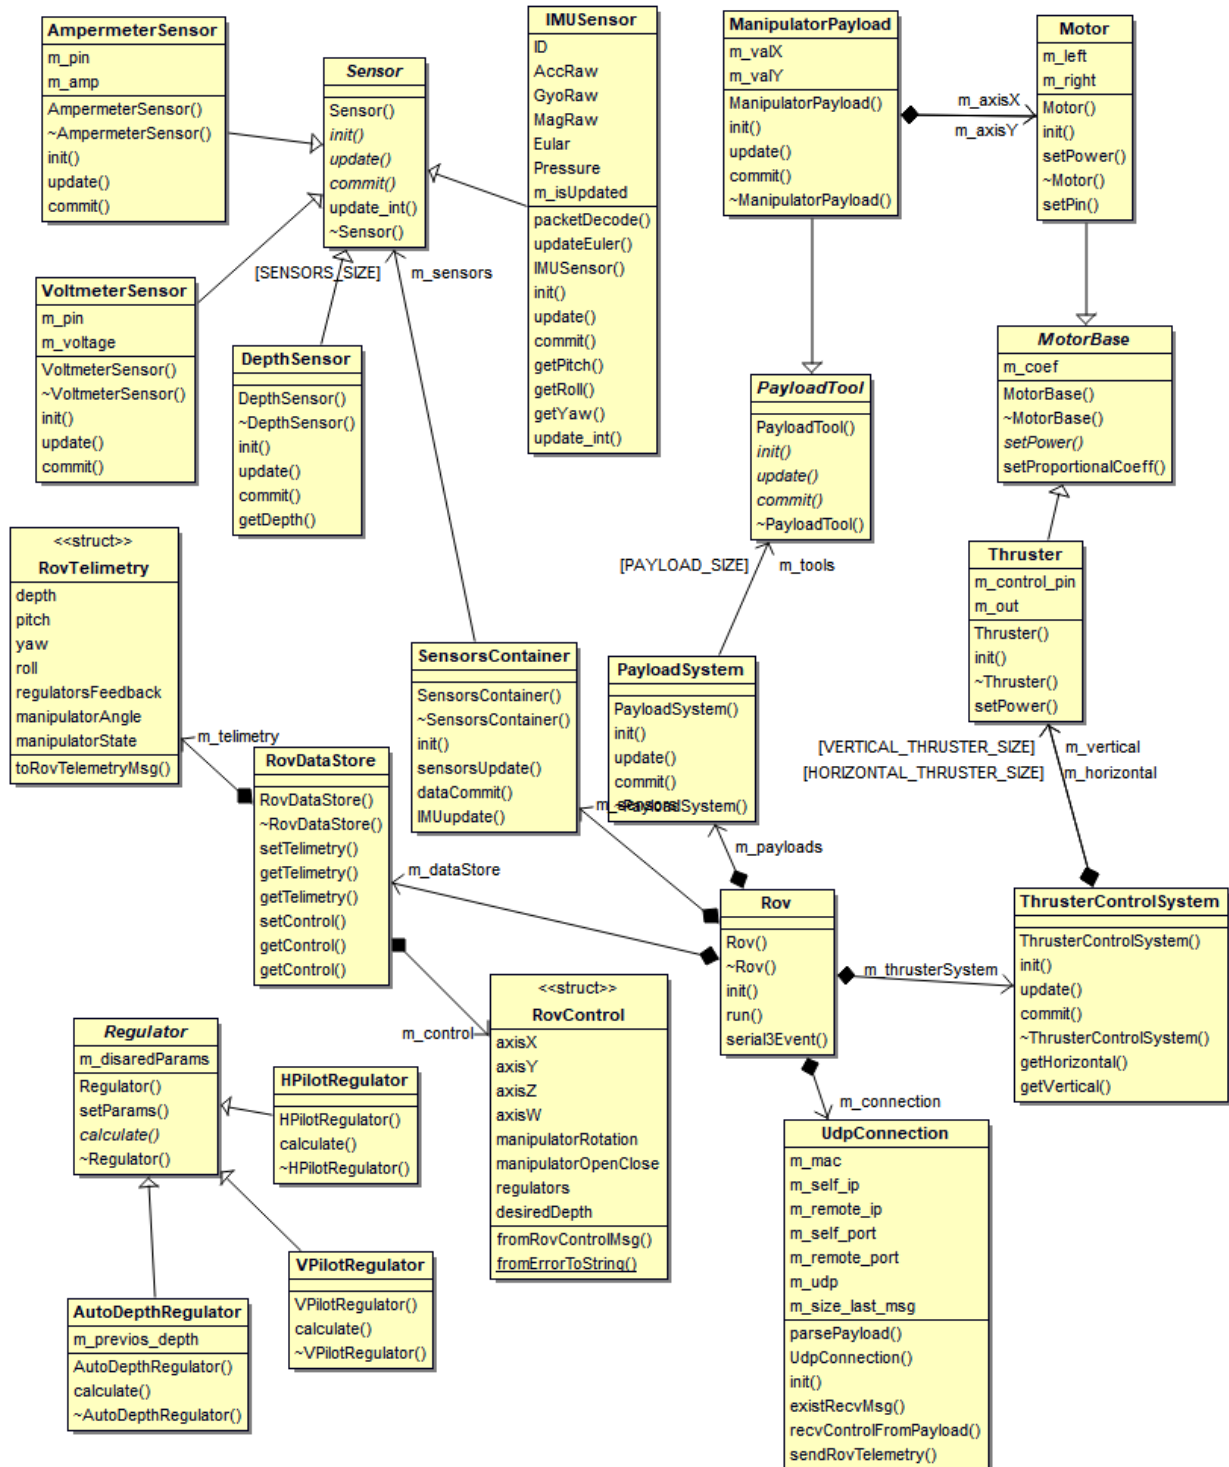 AmpermeterSensor
m_pin
m_amp
AmpermeterSensor()
~AmpermeterSensor()
init()
update()
commit()
Sensor
Sensor()
init()
update()
commit()
update_int()
~Sensor()
IMUSensor
ID
AccRaw
GyoRaw
MagRaw
Eular
Pressure
m_isUpdated
packetDecode()
updateEuler()
IMUSensor()
init()
update()
commit()
getPitch()
getRoll()
getYaw()
update_int()
ManipulatorPayload
m_valX
m_valY
ManipulatorPayload()
init()
update()
commit()
~ManipulatorPayload()
m_axisX
m_axisY
Motor
m_left
m_right
Motor()
init()
setPower()
~Motor()
setPin()
[SENSORS_SIZE]
m_sensors
VoltmeterSensor
m_pin
m_voltage
VoltmeterSensor()
~VoltmeterSensor()
init()
update()
commit()
DepthSensor
DepthSensor()
~DepthSensor()
init()
update()
commit()
getDepth()
PayloadTool
PayloadTool()
init()
update()
commit()
~PayloadTool()
MotorBase
m_coef
MotorBase()
~MotorBase()
setPower()
setProportionalCoeff()
<<struct>>
RovTelimetry
depth
pitch
yaw
roll
regulatorsFeedback
manipulatorAngle
manipulatorState
toRovTelemetryMsg()
[PAYLOAD_SIZE]
m_tools
Thruster
m_control_pin
m_out
Thruster()
init()
~Thruster()
setPower()
SensorsContainer
SensorsContainer()
~SensorsContainer()
init()
sensorsUpdate()
dataCommit()
IMUupdate()
PayloadSystem
PayloadSystem()
init()
update()
commit()
~PayloadSystem()
m_sensors
m_telimetry
RovDataStore
RovDataStore()
~RovDataStore()
setTelimetry()
getTelimetry()
getTelimetry()
setControl()
getControl()
getControl()
[VERTICAL_THRUSTER_SIZE]
m_vertical
[HORIZONTAL_THRUSTER_SIZE]
m_horizontal
m_payloads
m_dataStore
Rov
Rov()
~Rov()
init()
run()
serial3Event()
m_thrusterSystem
ThrusterControlSystem
ThrusterControlSystem()
init()
update()
commit()
~ThrusterControlSystem()
getHorizontal()
getVertical()
m_control
<<struct>>
RovControl
axisX
axisY
axisZ
axisW
manipulatorRotation
manipulatorOpenClose
regulators
desiredDepth
fromRovControlMsg()
fromErrorToString()
Regulator
m_disaredParams
Regulator()
setParams()
calculate()
~Regulator()
HPilotRegulator
HPilotRegulator()
calculate()
~HPilotRegulator()
m_connection
UdpConnection
m_mac
m_self_ip
m_remote_ip
m_self_port
m_remote_port
m_udp
m_size_last_msg
parsePayload()
UdpConnection()
init()
existRecvMsg()
recvControlFromPayload()
sendRovTelemetry()
VPilotRegulator
VPilotRegulator()
calculate()
~VPilotRegulator()
AutoDepthRegulator
m_previos_depth
AutoDepthRegulator()
calculate()
~AutoDepthRegulator()